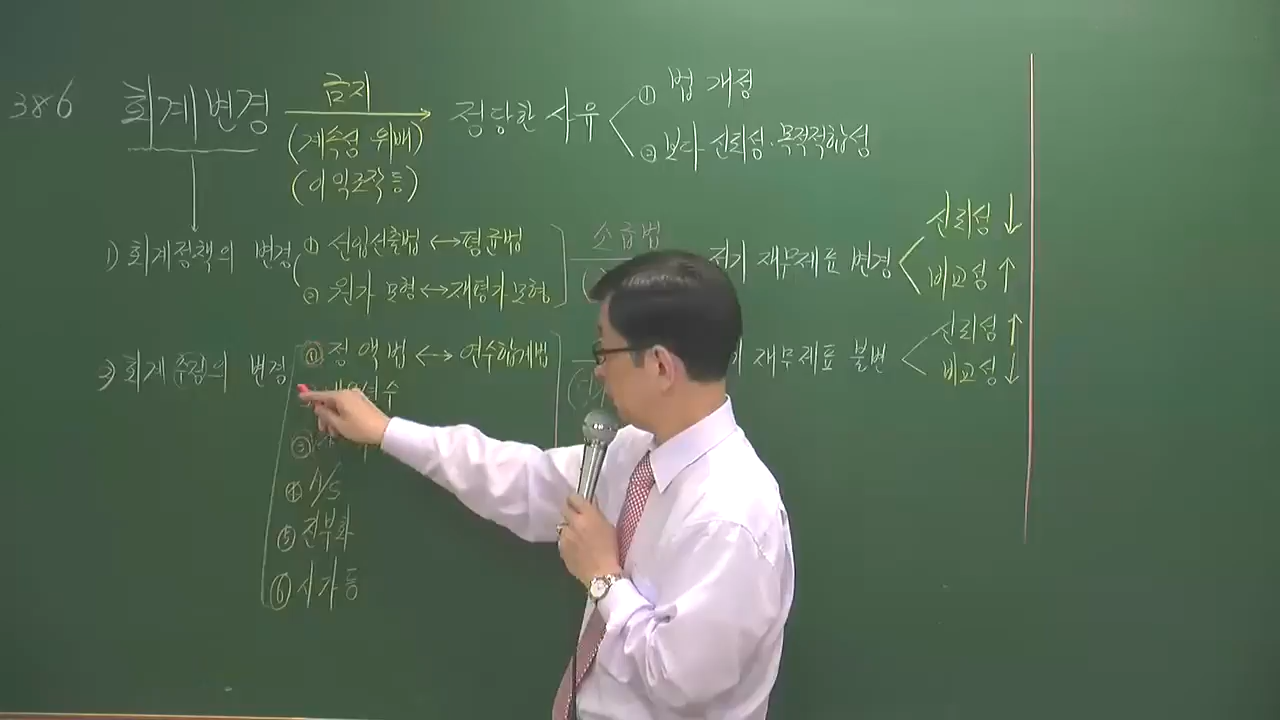 386 회계변경 금지 정당한 사유 ① 법 개정
(계속성 위배) ② 보다 신뢰성·목적적합성
(이익조작 등)
1) 회계정책의 변경 ① 선입선출법 ↔ 평균법 소급법 전기 재무제표 변경 신뢰성 ↓
② 원가 모형 ↔ 재평가 모형 비교성 ↑
2) 회계 추정의 변경 ① 정액법 ↔ 연수합계법 재무제표 불변 신뢰성 ↑
비교성 ↓
③
④ A/S
⑤ 진부화
⑥ 시가 등